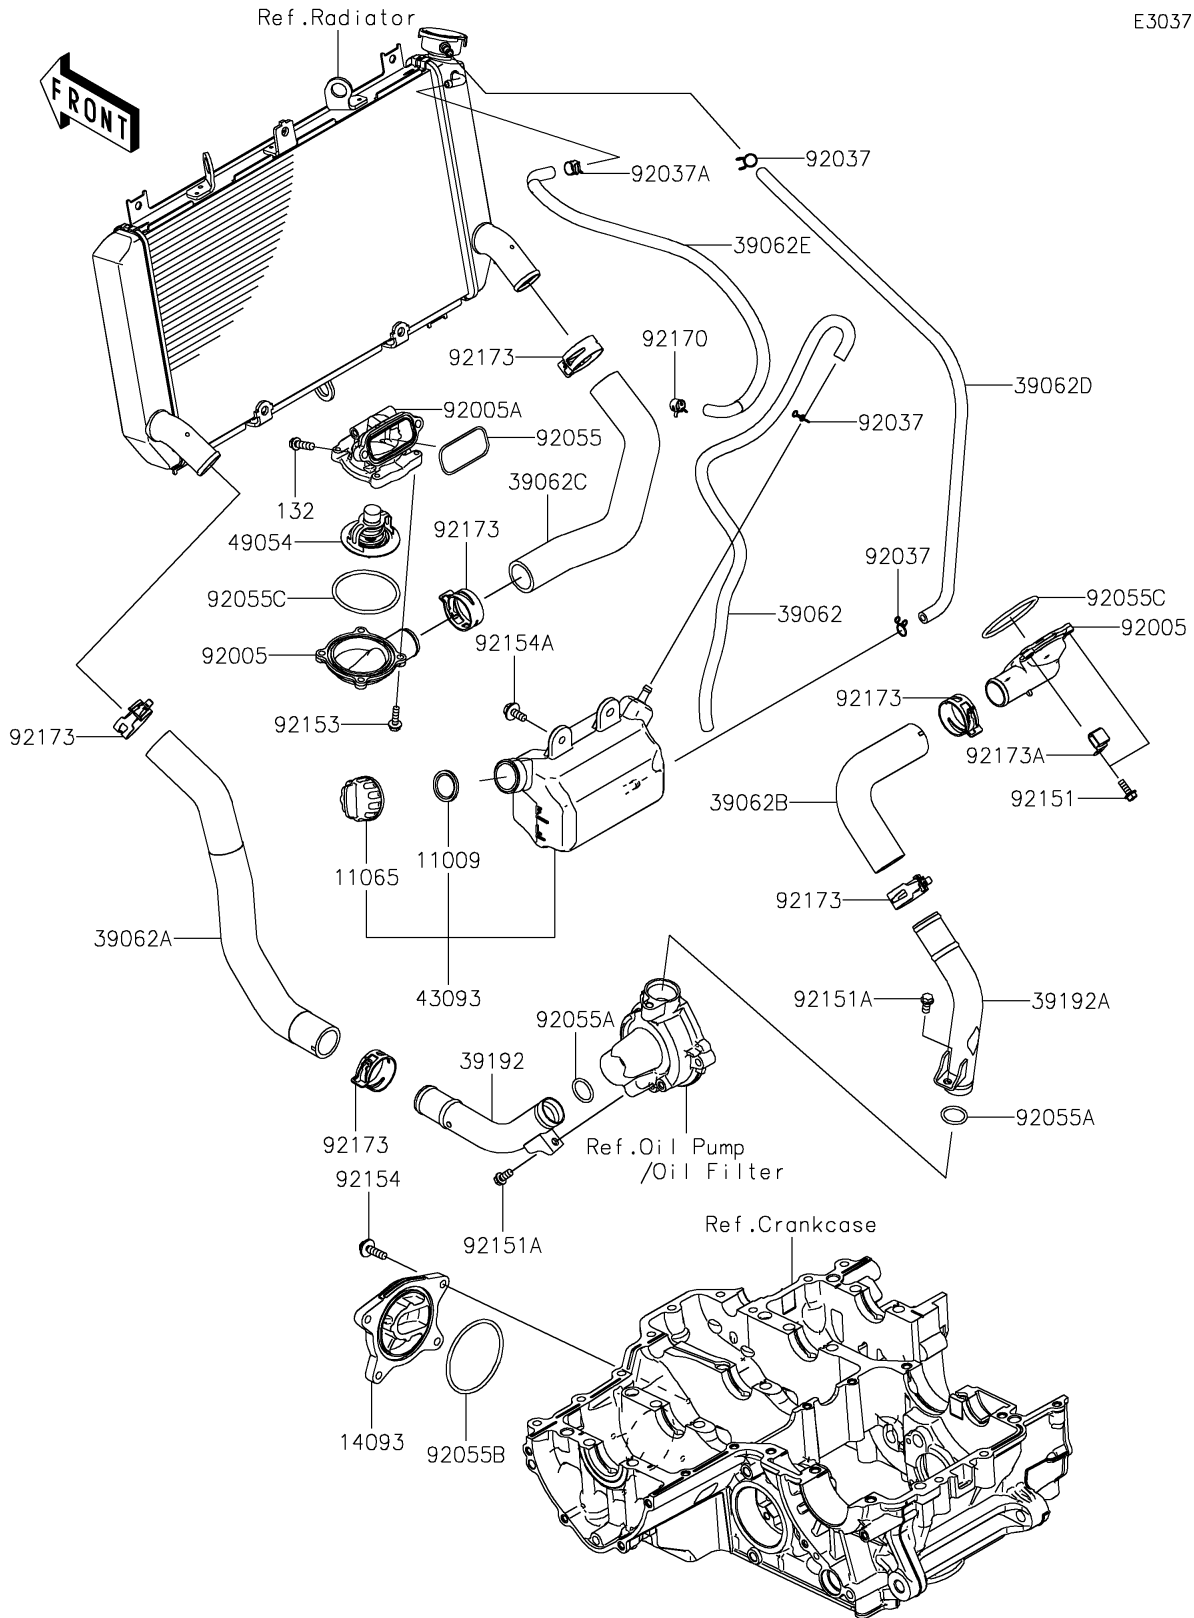 Ref.Radiator
E3037
FRONT
92037
92037A
39062E
92170
92173
39062D
92005A
92037
92055
39062C
132
92173
49054
92037
92055C
92055C
39062
92005
92154A
92005
92173
92153
92173
92173A
39062B
92151
11009
11065
92173
39062A
43093
92151A
39192A
92055A
39192
92055A
92173
Ref.Oil Pump
/Oil Filter
92154
Ref.Crankcase
92151A
14093
92055B